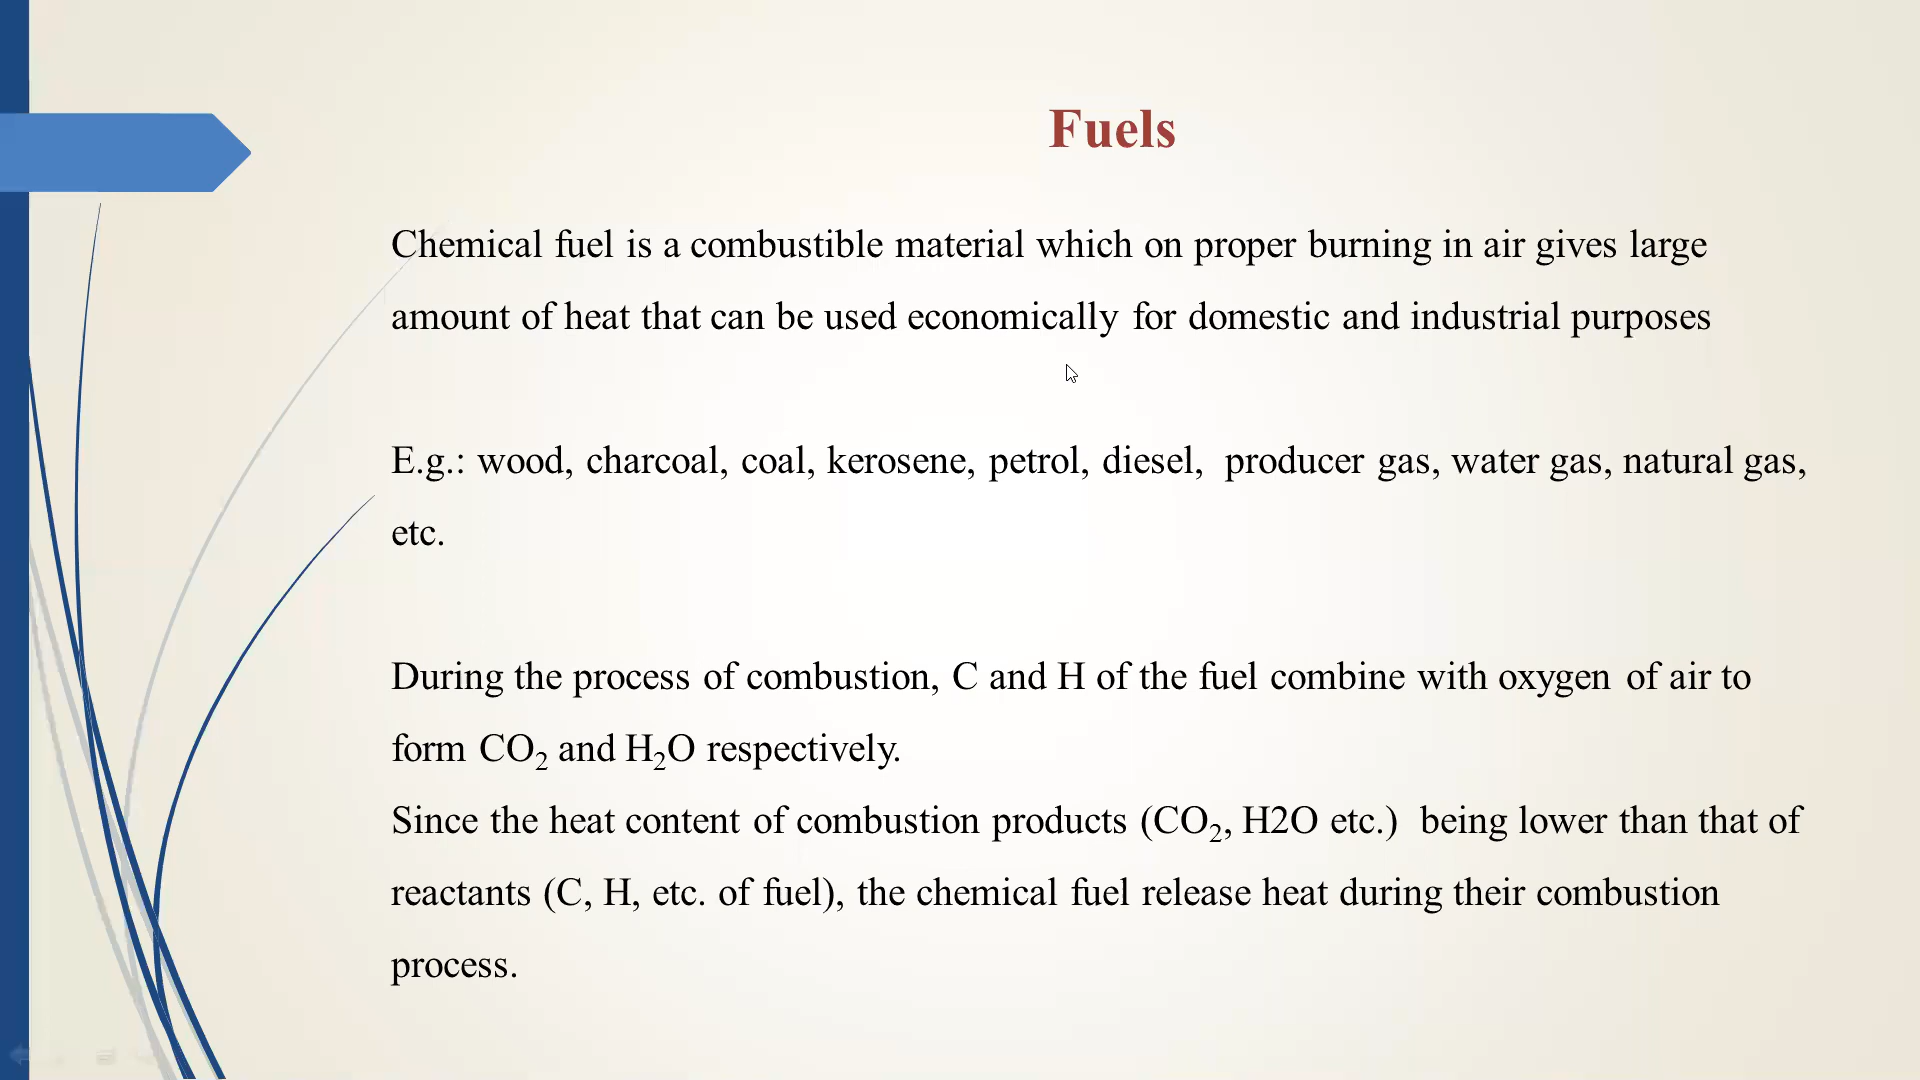 Fuels
Chemical fuel is a combustible material which on proper burning in air gives large
amount of heat that can be used economically for domestic and industrial purposes
E.g.: wood, charcoal, coal, kerosene, petrol, diesel,  producer gas, water gas, natural gas,
etc.
During the process of combustion, C and H of the fuel combine with oxygen of air to
form CO₂ and H₂O respectively.
Since the heat content of combustion products (CO₂, H2O etc.)  being lower than that of
reactants (C, H, etc. of fuel), the chemical fuel release heat during their combustion
process.